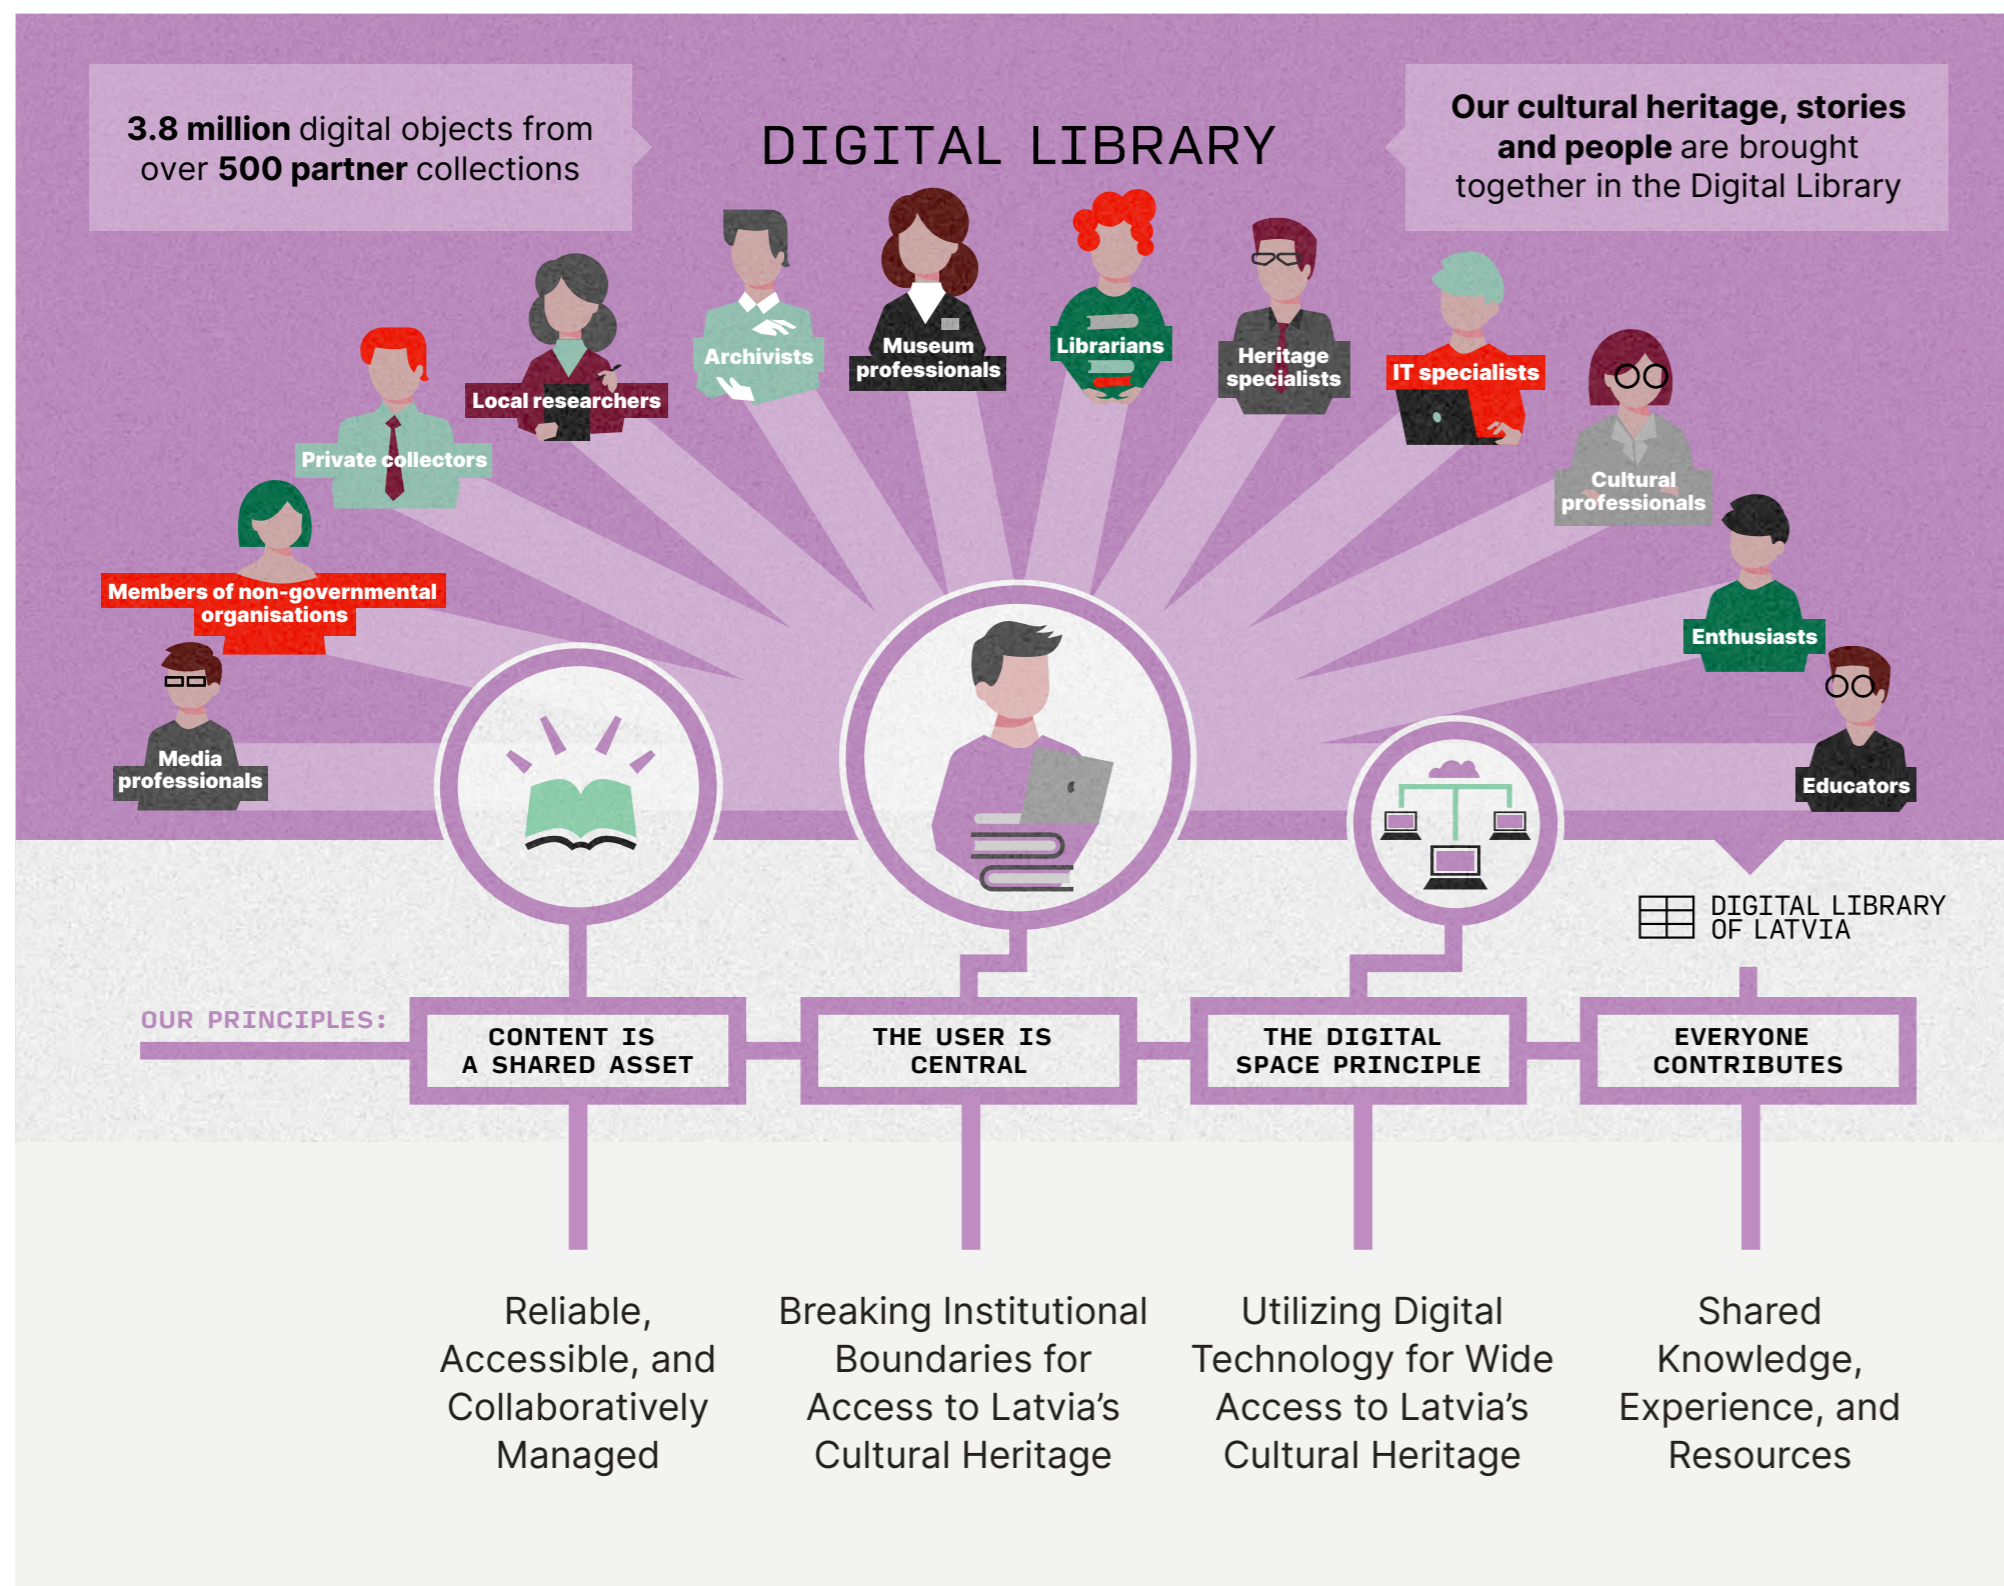 3.8 million digital objects from
over 500 partner collections
DIGITAL LIBRARY
Our cultural heritage, stories
and people are brought
together in the Digital Library
Media
professionals
Members of non-governmental
organisations
Private collectors
Local researchers
Archivists
Museum
professionals
Librarians
Heritage
specialists
IT specialists
Cultural
professionals
Enthusiasts
Educators
DIGITAL LIBRARY
OF LATVIA
OUR PRINCIPLES:
CONTENT IS
A SHARED ASSET
THE USER IS
CENTRAL
THE DIGITAL
SPACE PRINCIPLE
EVERYONE
CONTRIBUTES
Reliable,
Accessible, and
Collaboratively
Managed
Breaking Institutional
Boundaries for
Access to Latvia’s
Cultural Heritage
Utilizing Digital
Technology for Wide
Access to Latvia’s
Cultural Heritage
Shared
Knowledge,
Experience, and
Resources